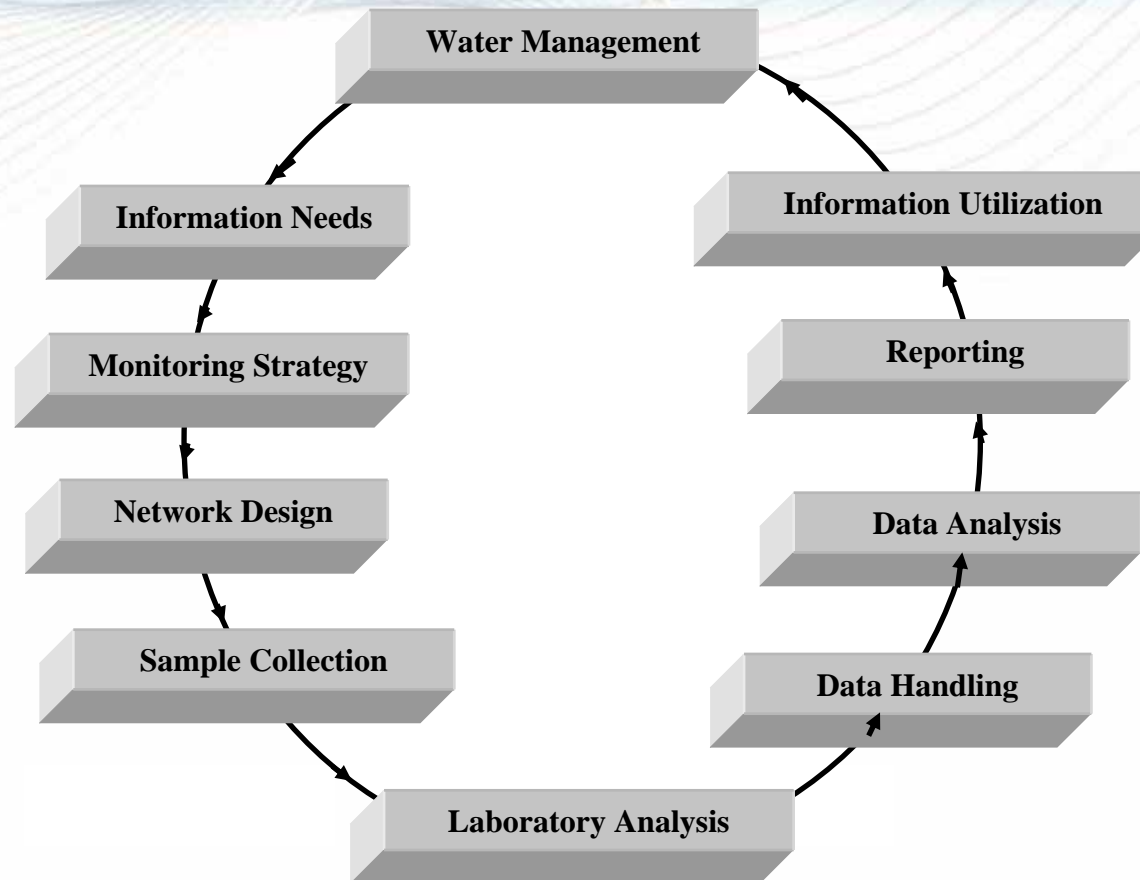 Water Management
Information Needs
Information Utilization
Monitoring Strategy
Reporting
Network Design
Data Analysis
Sample Collection
Data Handling
Laboratory Analysis